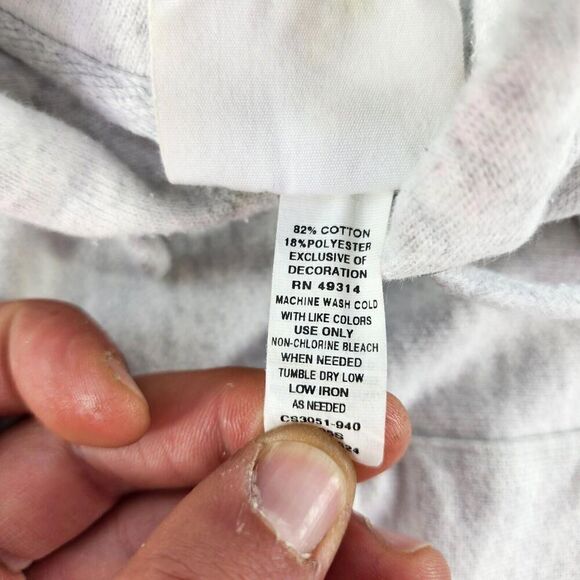 82% COTTON
18%POLYESTER
EXCLUSIVE OF
DECORATION
RN 49314
MACHINE WASH COLD
WITH LIKE COLORS
USE ONLY
NON-CHLORINE BLEACH
WHEN NEEDED
TUMBLE DRY LOW
LOW IRON
AS NEEDED
CS3051-940